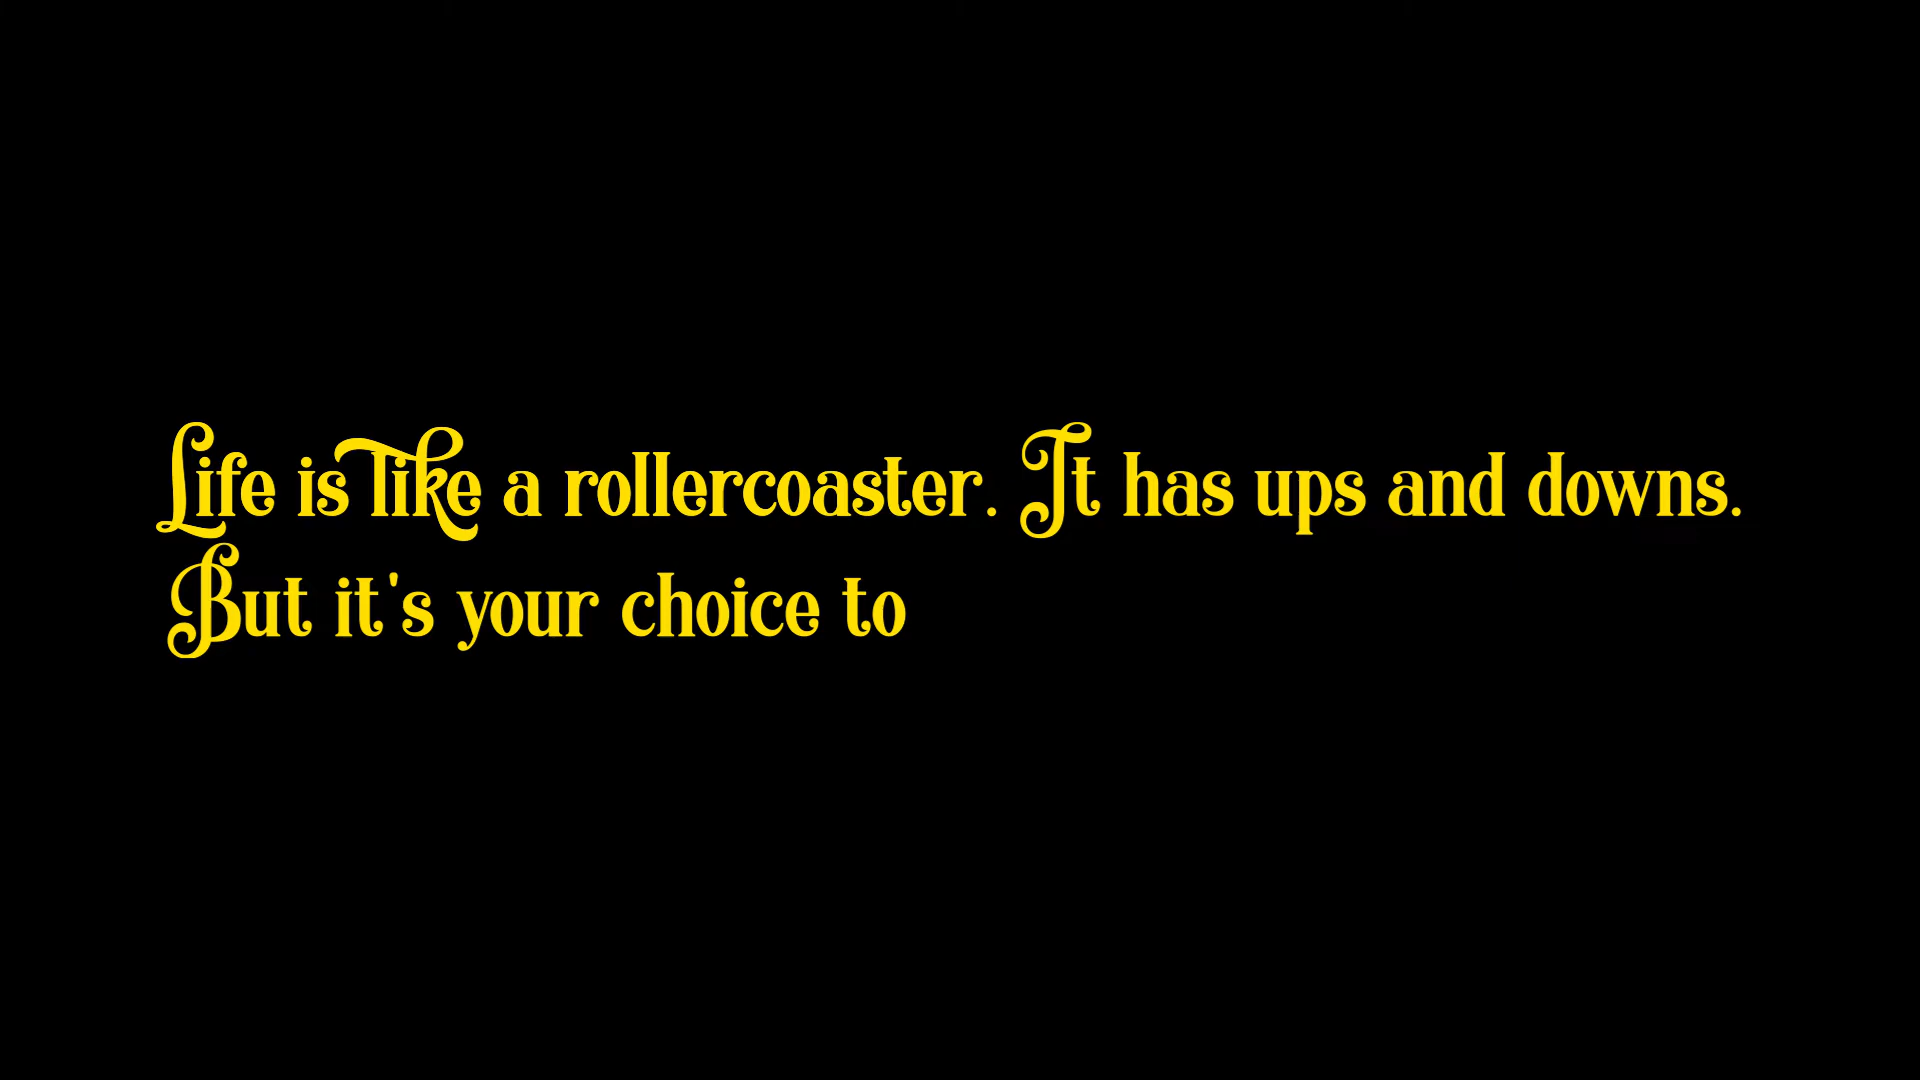 Life is like a rollercoaster. It has ups and downs.
But it's your choice to